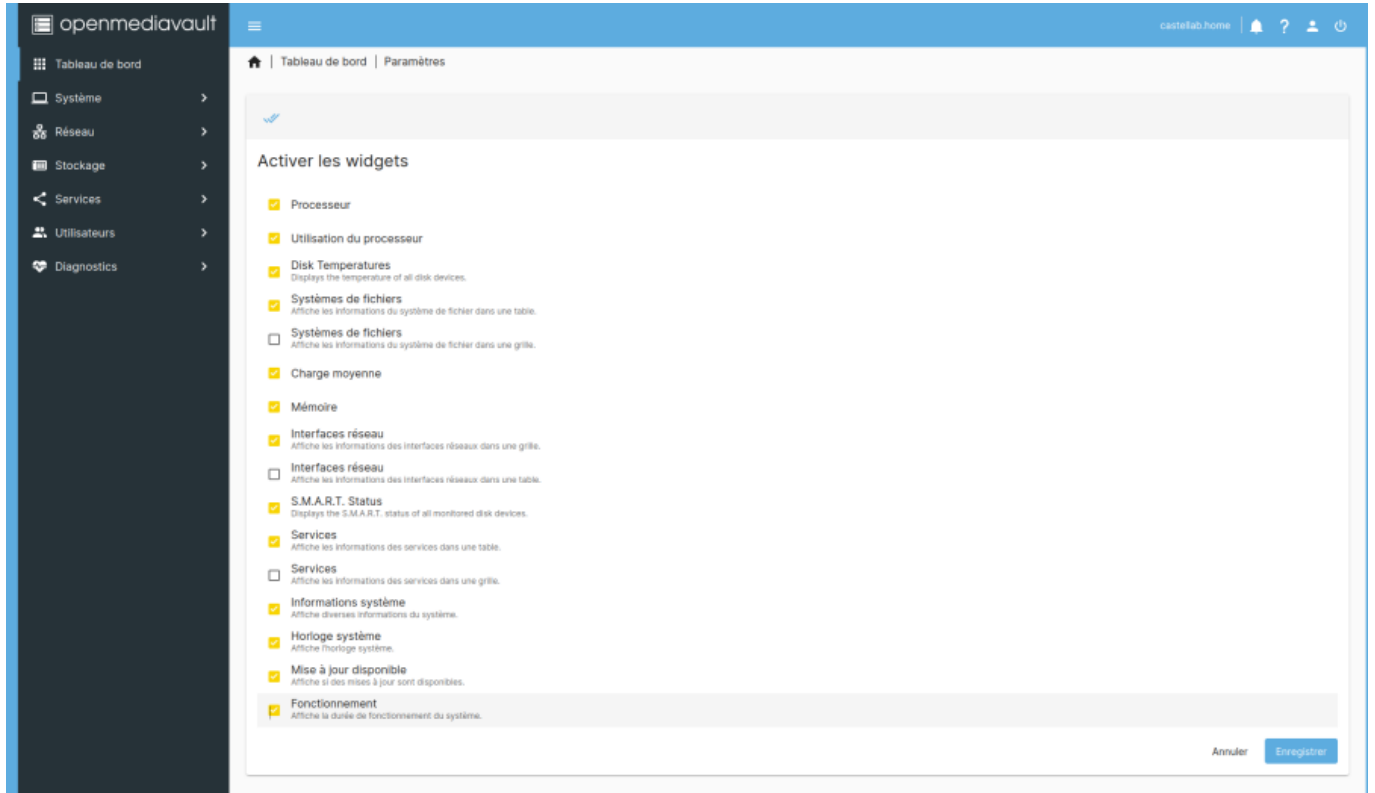 openmediavault
castellab.home
Tableau de bord
Système
Réseau
Stockage
Services
Utilisateurs
Diagnostics
Tableau de bord | Paramètres
Activer les widgets
Processeur
Utilisation du processeur
Disk Temperatures
Displays the temperature of all disk devices.
Systèmes de fichiers
Affiche les informations du système de fichier dans une table.
Systèmes de fichiers
Affiche les informations du système de fichier dans une grille.
Charge moyenne
Mémoire
Interfaces réseau
Affiche les informations des interfaces réseaux dans une grille.
Interfaces réseau
Affiche les informations des interfaces réseaux dans une table.
S.M.A.R.T. Status
Displays the S.M.A.R.T. status of all monitored disk devices.
Services
Affiche les informations des services dans une table.
Services
Affiche les informations des services dans une grille.
Informations système
Affiche diverses informations du système.
Horloge système
Affiche l'horloge système.
Mise à jour disponible
Affiche si des mises à jour sont disponibles.
Fonctionnement
Affiche la durée de fonctionnement du système.
Annuler
Enregistrer